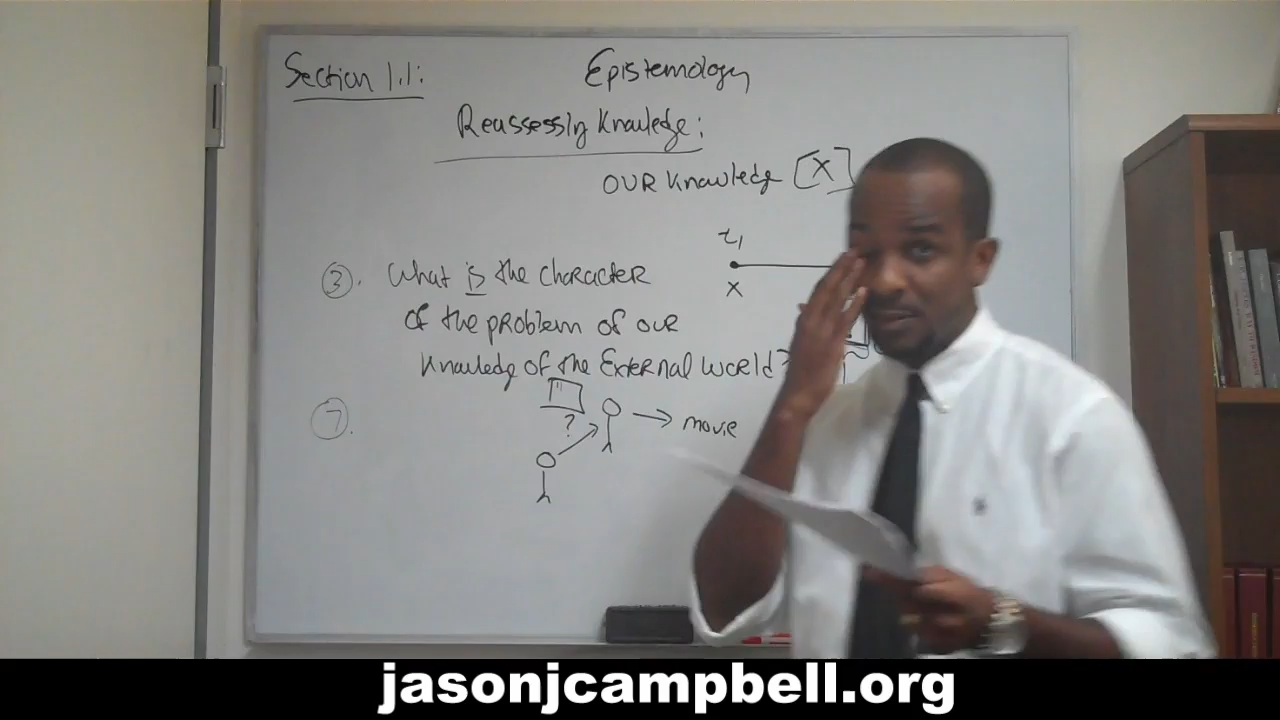 Section 1.1:
Epistemology
Reassessing Knowledge:
OUR Knowledge [X]
t1
X
③. What is the character
of the problem of our
Knowledge of the External World?
?
→ movie
⑦.
jasonjcampbell.org